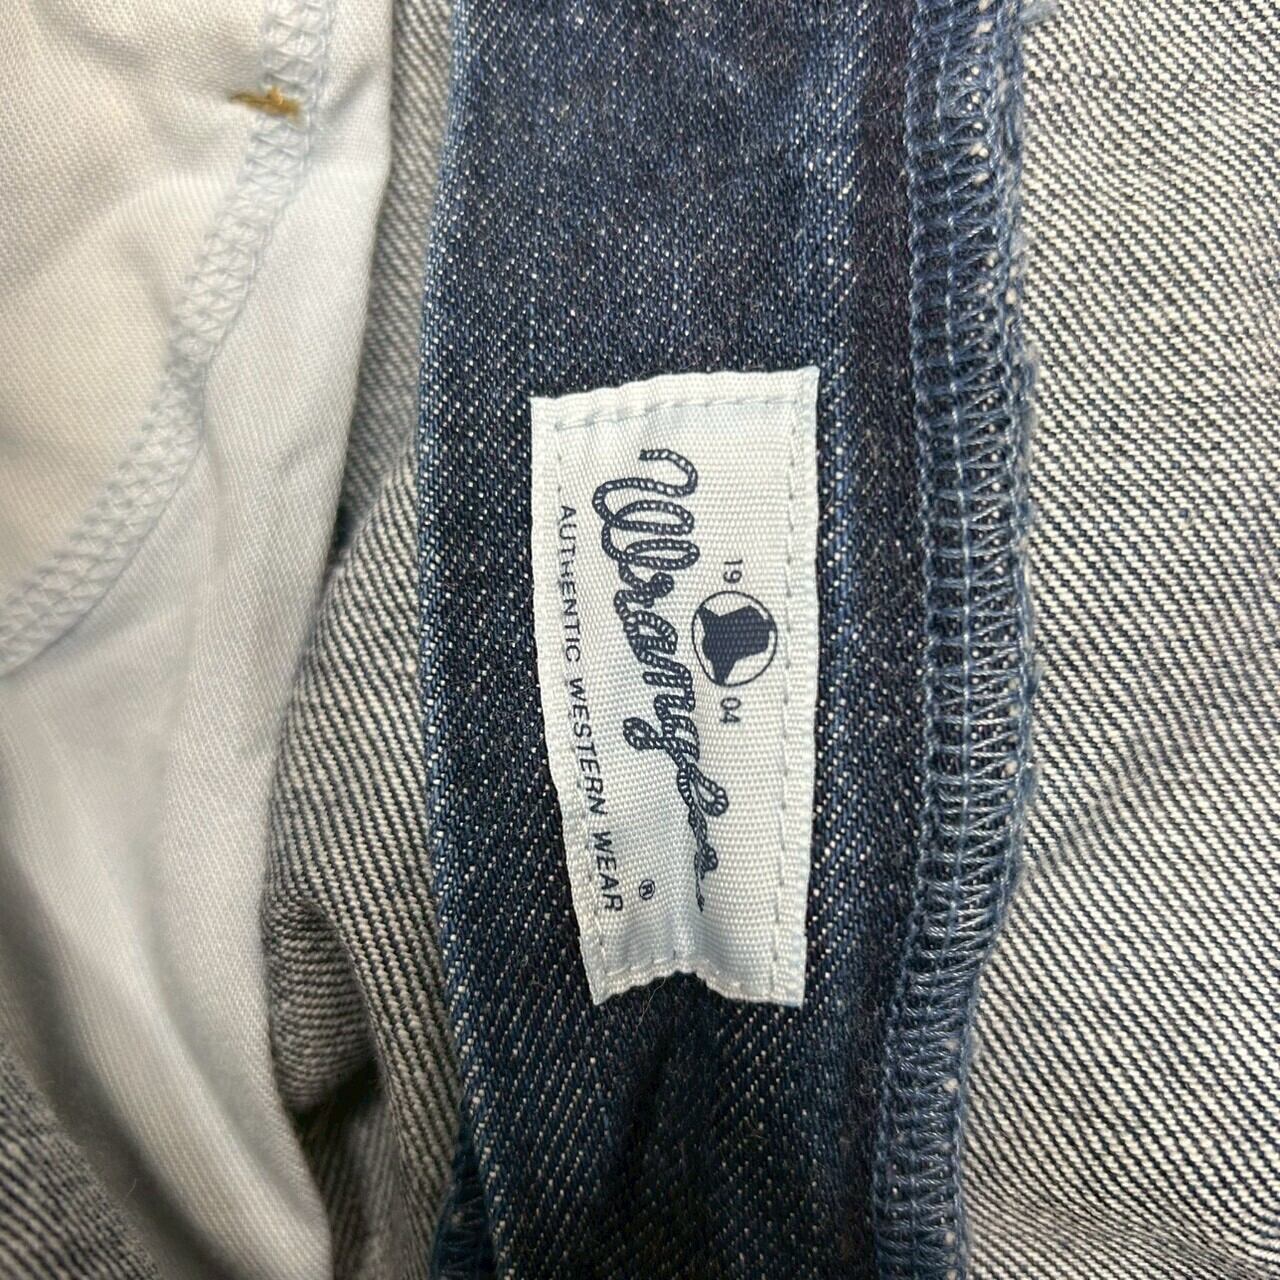 19 04
Wrangler
AUTHENTIC WESTERN WEAR ®